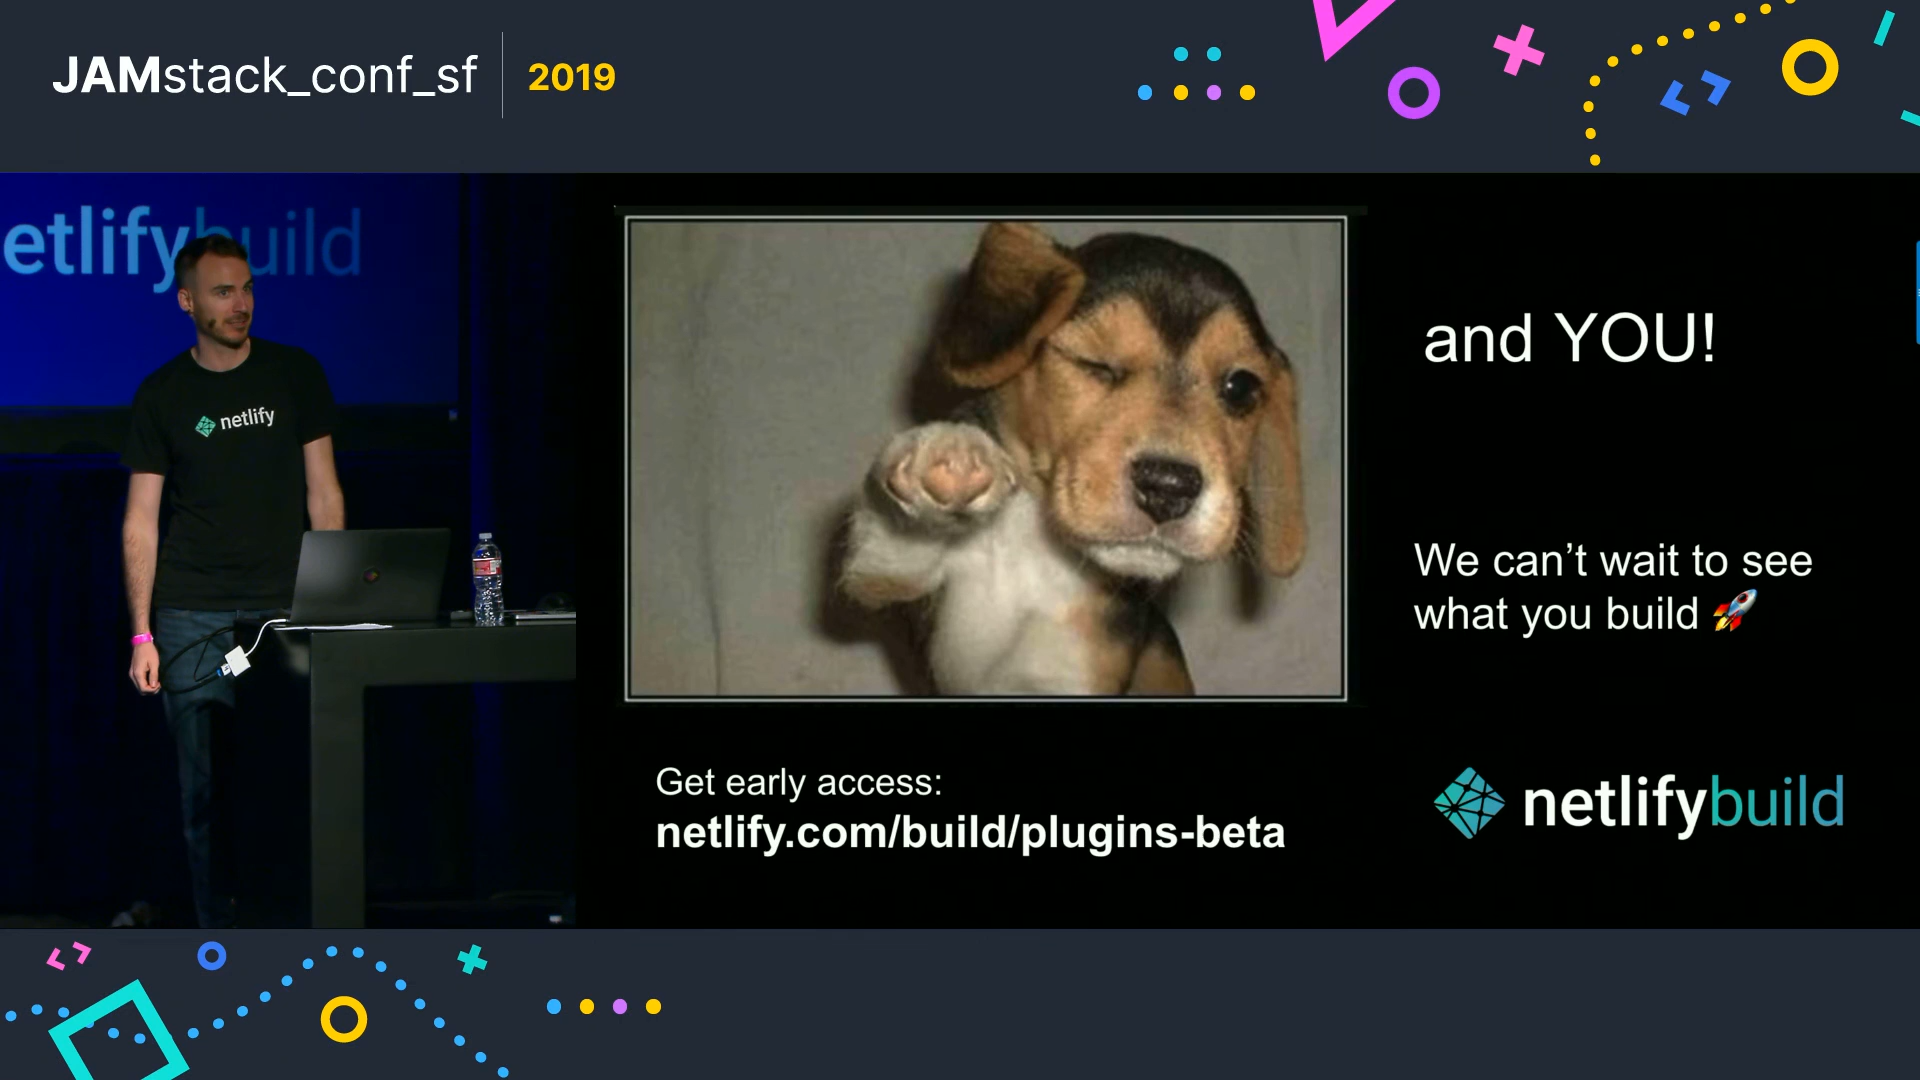 JAMstack_conf_sf
2019
etlifybuild
netlify
and YOU!
We can’t wait to see
what you build 🚀
Get early access:
netlify.com/build/plugins-beta
netlifybuild